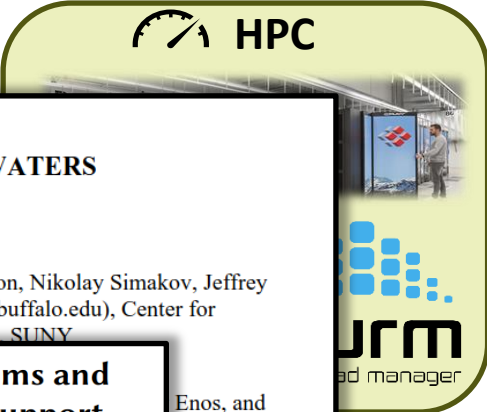 HPC
WATERS
on, Nikolay Simakov, Jeffrey
buffalo.edu), Center for
SUNY
ms and
upport
Enos, and
urm
ad manager